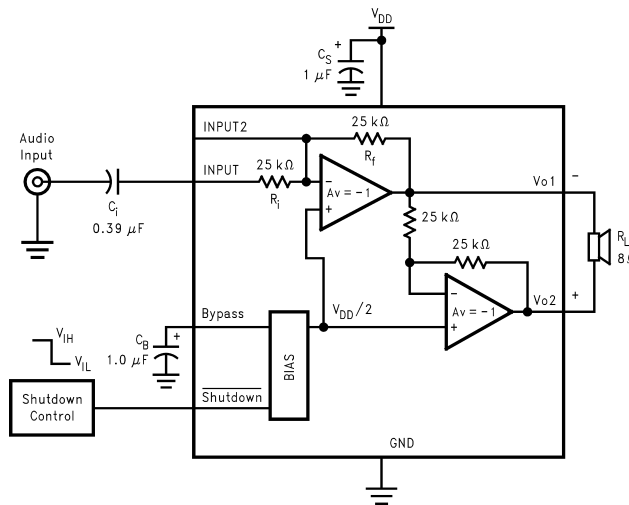 V_DD
C_S
+
1 μF
Audio
Input
INPUT2
25 kΩ
R_f
INPUT
25 kΩ
R_i
C_i
0.39 μF
−
+
Av = −1
Vo1
−
25 kΩ
25 kΩ
R_L
8Ω
−
+
Av = −1
Vo2
+
Bypass
V_DD/2
C_B
+
1.0 μF
BIAS
V_IH
V_IL
Shutdown
Control
Shutdown
GND